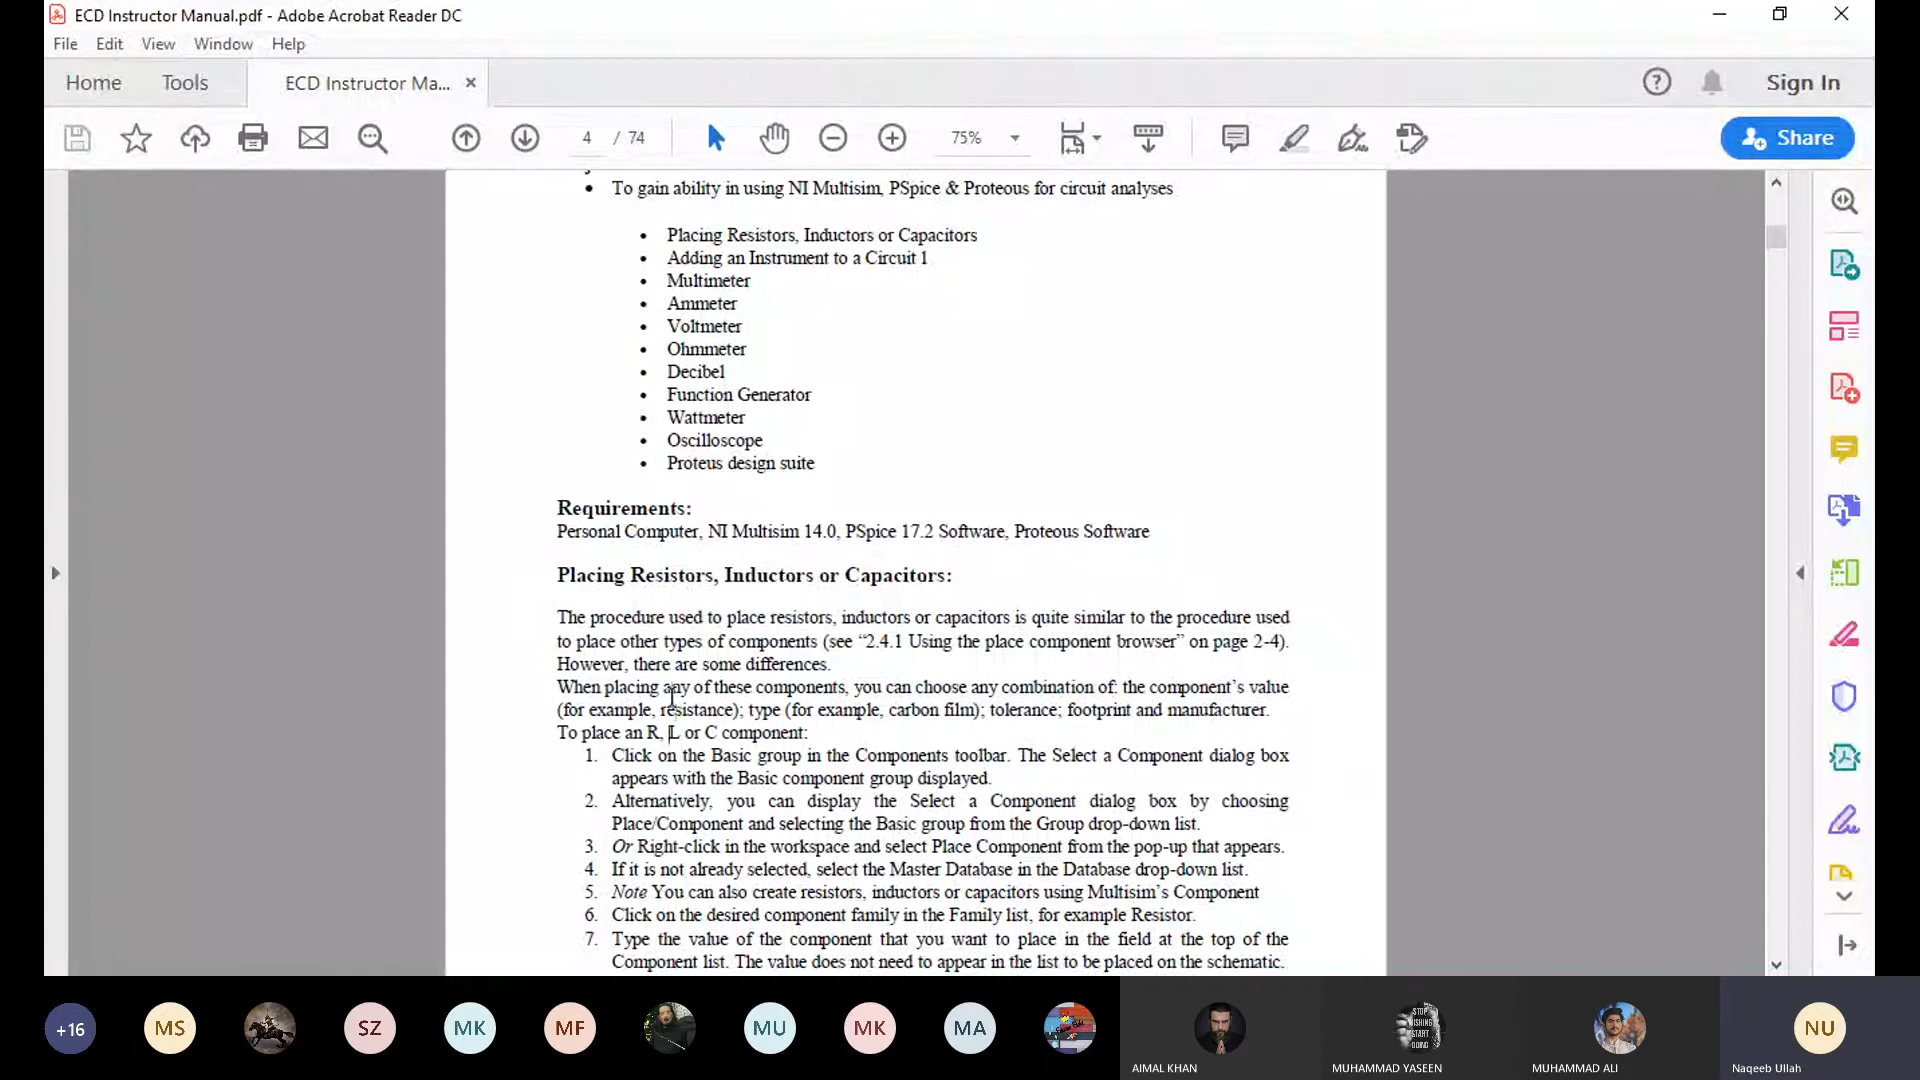 ECD Instructor Manual.pdf - Adobe Acrobat Reader DC
File Edit View Window Help
Home Tools ECD Instructor Ma... × Sign In
4 / 74 75% Share
• To gain ability in using NI Multisim, PSpice & Proteous for circuit analyses
• Placing Resistors, Inductors or Capacitors
• Adding an Instrument to a Circuit 1
• Multimeter
• Ammeter
• Voltmeter
• Ohmmeter
• Decibel
• Function Generator
• Wattmeter
• Oscilloscope
• Proteus design suite
Requirements:
Personal Computer, NI Multisim 14.0, PSpice 17.2 Software, Proteous Software
Placing Resistors, Inductors or Capacitors:
The procedure used to place resistors, inductors or capacitors is quite similar to the procedure used
to place other types of components (see “2.4.1 Using the place component browser” on page 2-4).
However, there are some differences.
When placing any of these components, you can choose any combination of: the component’s value
(for example, resistance); type (for example, carbon film); tolerance; footprint and manufacturer.
To place an R, L or C component:
1. Click on the Basic group in the Components toolbar. The Select a Component dialog box
appears with the Basic component group displayed.
2. Alternatively, you can display the Select a Component dialog box by choosing
Place/Component and selecting the Basic group from the Group drop-down list.
3. Or Right-click in the workspace and select Place Component from the pop-up that appears.
4. If it is not already selected, select the Master Database in the Database drop-down list.
5. Note You can also create resistors, inductors or capacitors using Multisim’s Component
6. Click on the desired component family in the Family list, for example Resistor.
7. Type the value of the component that you want to place in the field at the top of the
Component list. The value does not need to appear in the list to be placed on the schematic.
+16 MS SZ MK MF MU MK MA NU
STOP
WISHING
START
DOING
AIMAL KHAN MUHAMMAD YASEEN MUHAMMAD ALI Naqeeb Ullah